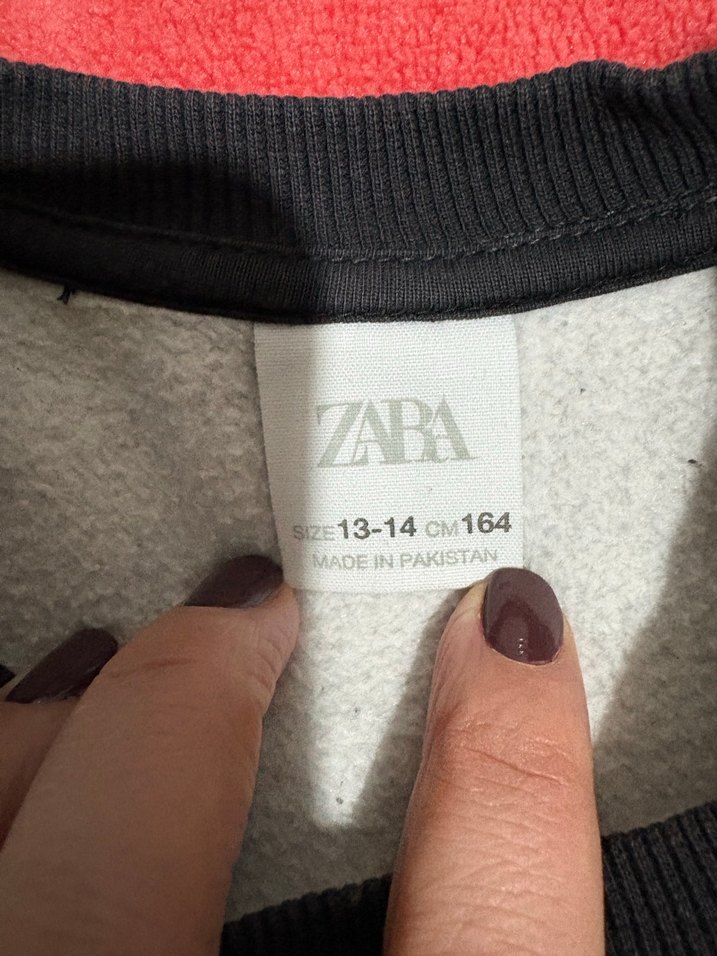 ZARA
SIZE 13-14 CM 164
MADE IN PAKISTAN